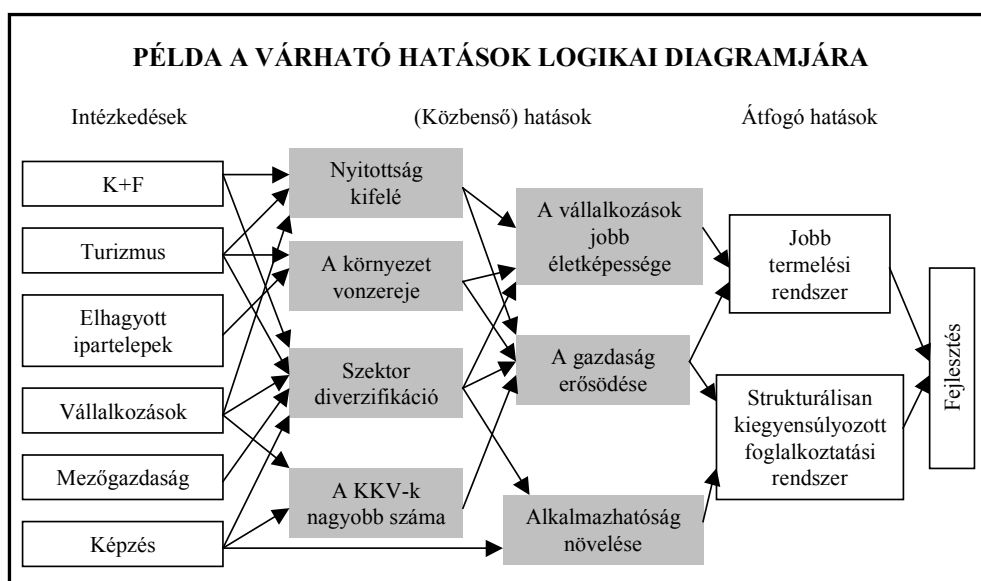 PÉLDA A VÁRHATÓ HATÁSOK LOGIKAI DIAGRAMJÁRA
Intézkedések
(Közbenső) hatások
Átfogó hatások
K+F
Turizmus
Elhagyott
ipartelepek
Vállalkozások
Mezőgazdaság
Képzés
Nyitottság
kifelé
A környezet
vonzereje
Szektor
diverzifikáció
A KKV-k
nagyobb száma
A vállalkozások
jobb
életképessége
A gazdaság
erősödése
Alkalmazhatóság
növelése
Jobb
termelési
rendszer
Strukturálisan
kiegyensúlyozott
foglalkoztatási
rendszer
Fejlesztés